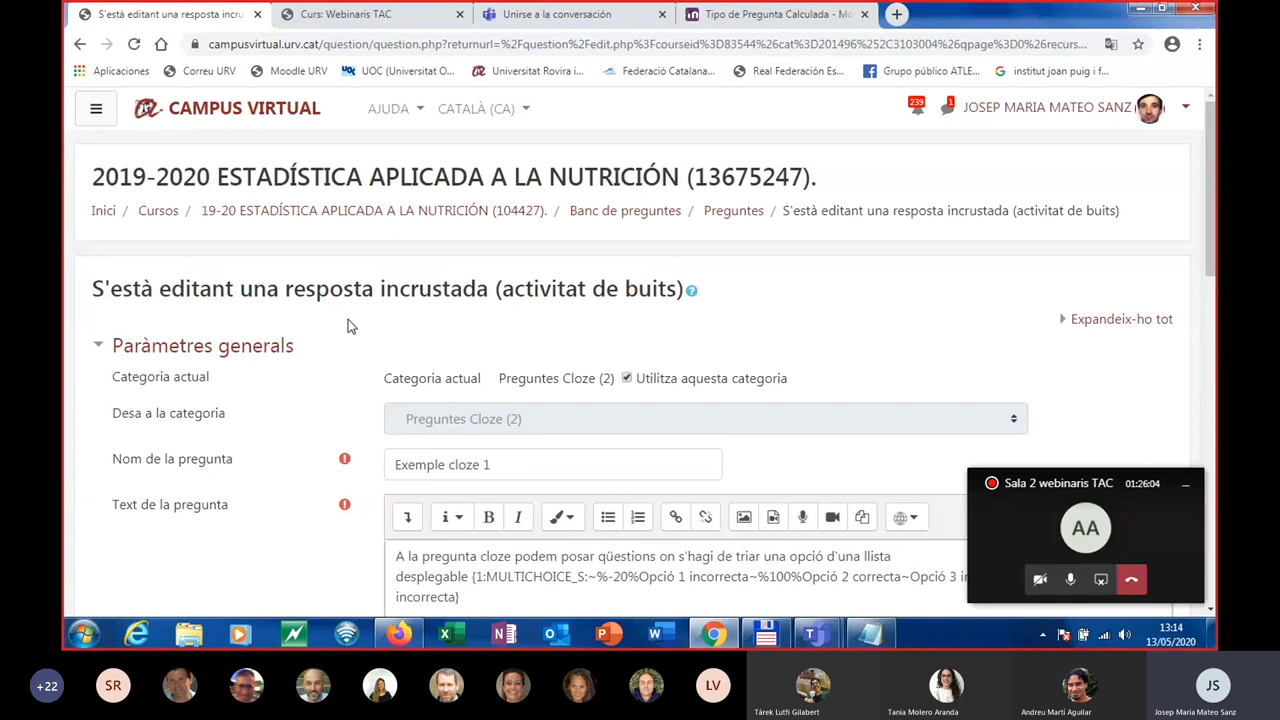 S'està editant una resposta incru
Curs: Webinaris TAC
Unirse a la conversación
Tipo de Pregunta Calculada - Mo
campusvirtual.urv.cat/question/question.php?returnurl=%2Fquestion%2Fedit.php%3Fcourseid%3D83544%26cat%3D201496%252C3303004%26qpage%3D0%26recurs...
Aplicaciones
Correu URV
Moodle URV
UOC (Universitat O...
Universitat Rovira i...
Federació Catalana...
Real Federación Es...
Grupo público ATLE...
institut joan puig i f...
CAMPUS VIRTUAL
AJUDA
CATALÀ (CA)
239
1
JOSEP MARIA MATEO SANZ
2019-2020 ESTADÍSTICA APLICADA A LA NUTRICIÓN (13675247).
Inici / Cursos / 19-20 ESTADÍSTICA APLICADA A LA NUTRICIÓN (104427). / Banc de preguntes / Preguntes / S'està editant una resposta incrustada (activitat de buits)
S'està editant una resposta incrustada (activitat de buits)
Expandeix-ho tot
Paràmetres generals
Categoria actual
Categoria actual Preguntes Cloze (2) Utilitza aquesta categoria
Desa a la categoria
Preguntes Cloze (2)
Nom de la pregunta
Exemple cloze 1
Text de la pregunta
A la pregunta cloze podem posar qüestions on s'hagi de triar una opció d'una llista
desplegable {1:MULTICHOICE_S:~%-20%Opció 1 incorrecta~%100%Opció 2 correcta~Opció 3 in
incorrecta}
Sala 2 webinaris TAC 01:26:04
AA
13:14
13/05/2020
+22
SR
LV
Tàrek Lutfi Gilabert
Tania Molero Aranda
Andreu Martí Aguilar
JS
Josep Maria Mateo Sanz